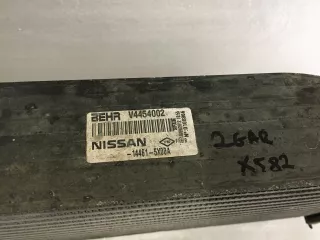 BEHR V4454002
NISSAN
-14461-5X00A
2GAR
X582